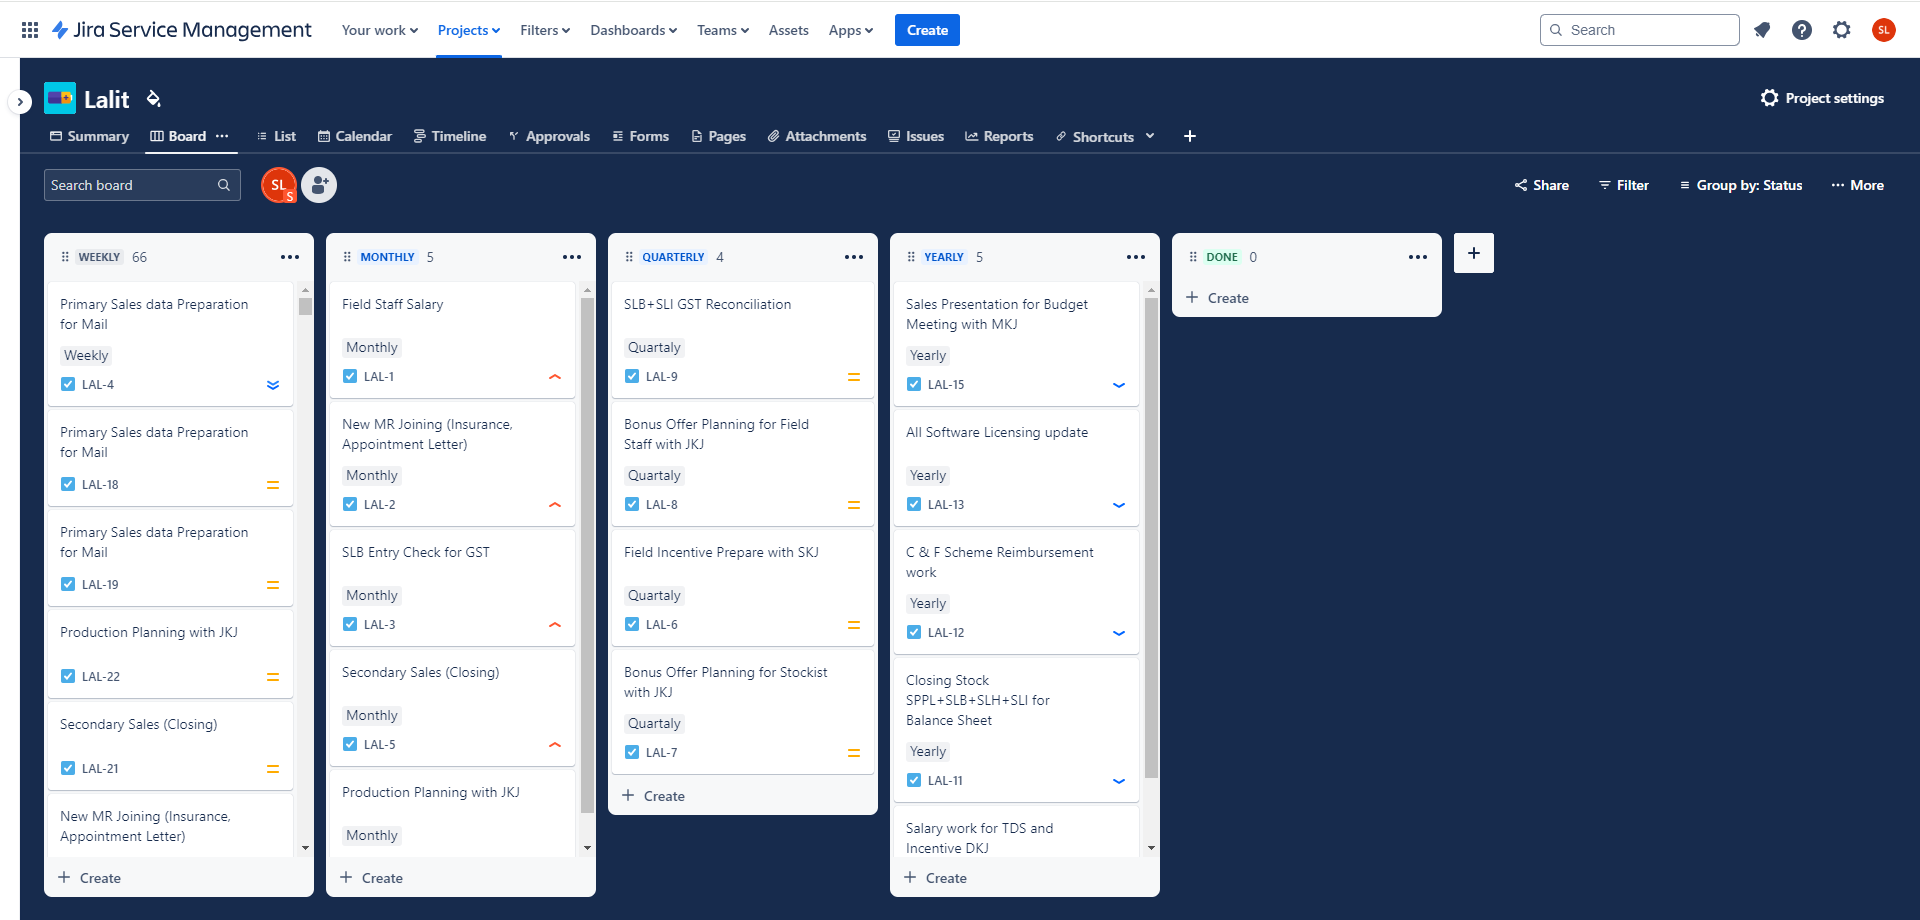 Jira Service Management
Your work
Projects
Filters
Dashboards
Teams
Assets
Apps
Create
Search
SL
Lalit
Project settings
Summary
Board
List
Calendar
Timeline
Approvals
Forms
Pages
Attachments
Issues
Reports
Shortcuts
Search board
SL
S
Share
Filter
Group by: Status
More
WEEKLY 66
Primary Sales data Preparation
for Mail
Weekly
LAL-4
Primary Sales data Preparation
for Mail
LAL-18
Primary Sales data Preparation
for Mail
LAL-19
Production Planning with JKJ
LAL-22
Secondary Sales (Closing)
LAL-21
New MR Joining (Insurance,
Appointment Letter)
Create
MONTHLY 5
Field Staff Salary
Monthly
LAL-1
New MR Joining (Insurance,
Appointment Letter)
Monthly
LAL-2
SLB Entry Check for GST
Monthly
LAL-3
Secondary Sales (Closing)
Monthly
LAL-5
Production Planning with JKJ
Monthly
Create
QUARTERLY 4
SLB+SLI GST Reconciliation
Quartaly
LAL-9
Bonus Offer Planning for Field
Staff with JKJ
Quartaly
LAL-8
Field Incentive Prepare with SKJ
Quartaly
LAL-6
Bonus Offer Planning for Stockist
with JKJ
Quartaly
LAL-7
Create
YEARLY 5
Sales Presentation for Budget
Meeting with MKJ
Yearly
LAL-15
All Software Licensing update
Yearly
LAL-13
C & F Scheme Reimbursement
work
Yearly
LAL-12
Closing Stock
SPPL+SLB+SLH+SLI for
Balance Sheet
Yearly
LAL-11
Salary work for TDS and
Incentive DKJ
Create
DONE 0
Create